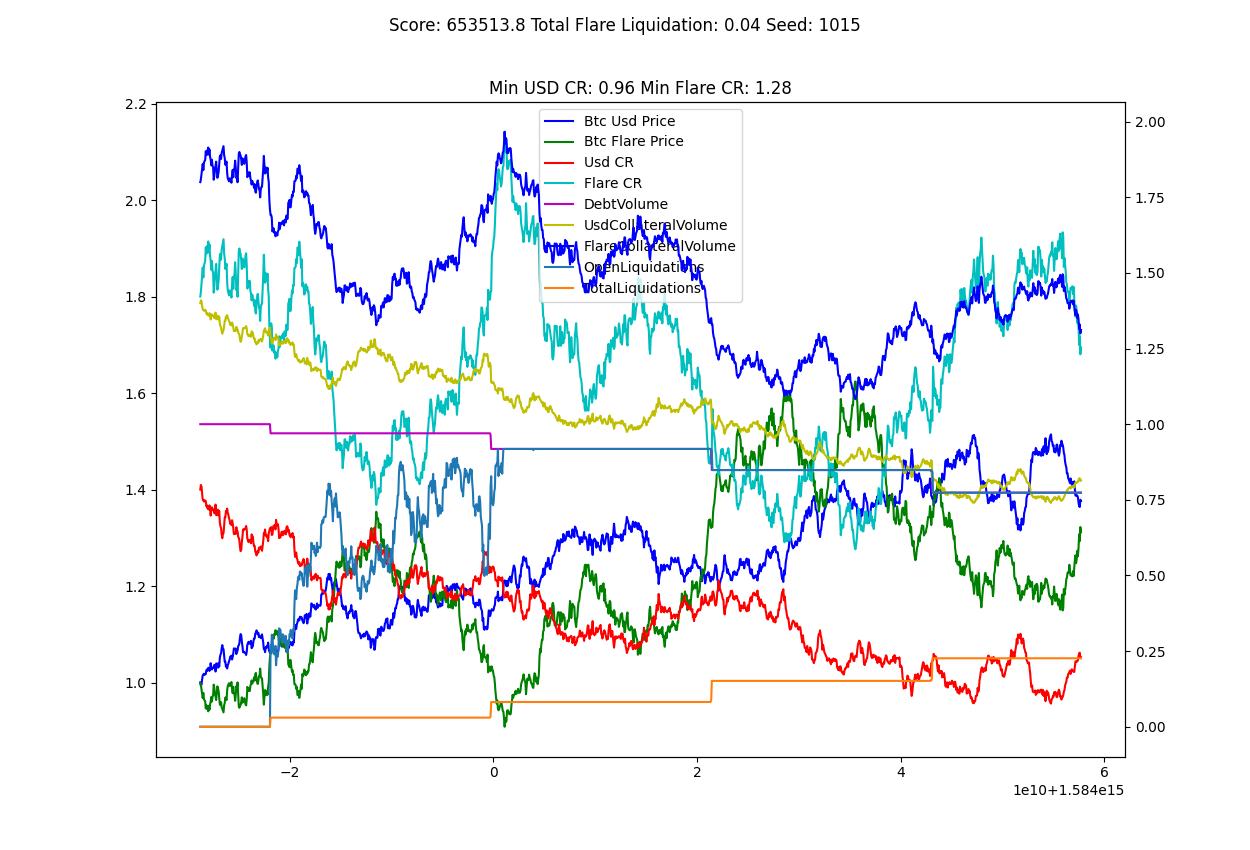 Score: 653513.8 Total Flare Liquidation: 0.04 Seed: 1015
Min USD CR: 0.96 Min Flare CR: 1.28
Btc Usd Price
Btc Flare Price
Usd CR
Flare CR
DebtVolume
UsdCollateralVolume
FlareCollateralVolume
OpenLiquidations
TotalLiquidations
2.2
2.0
1.8
1.6
1.4
1.2
1.0
2.00
1.75
1.50
1.25
1.00
0.75
0.50
0.25
0.00
−2 0 2 4 6
1e10+1.584e15